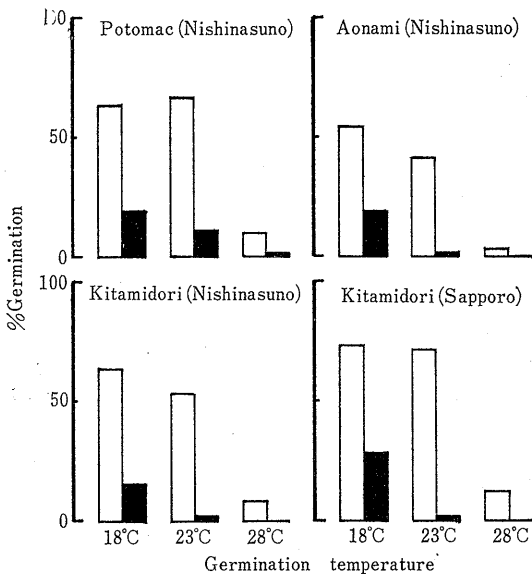 100
Potomac (Nishinasuno)
Aonami (Nishinasuno)
50
0
%Germination
100
Kitamidori (Nishinasuno)
Kitamidori (Sapporo)
50
0
18°C 23°C 28°C
18°C 23°C 28°C
Germination temperature